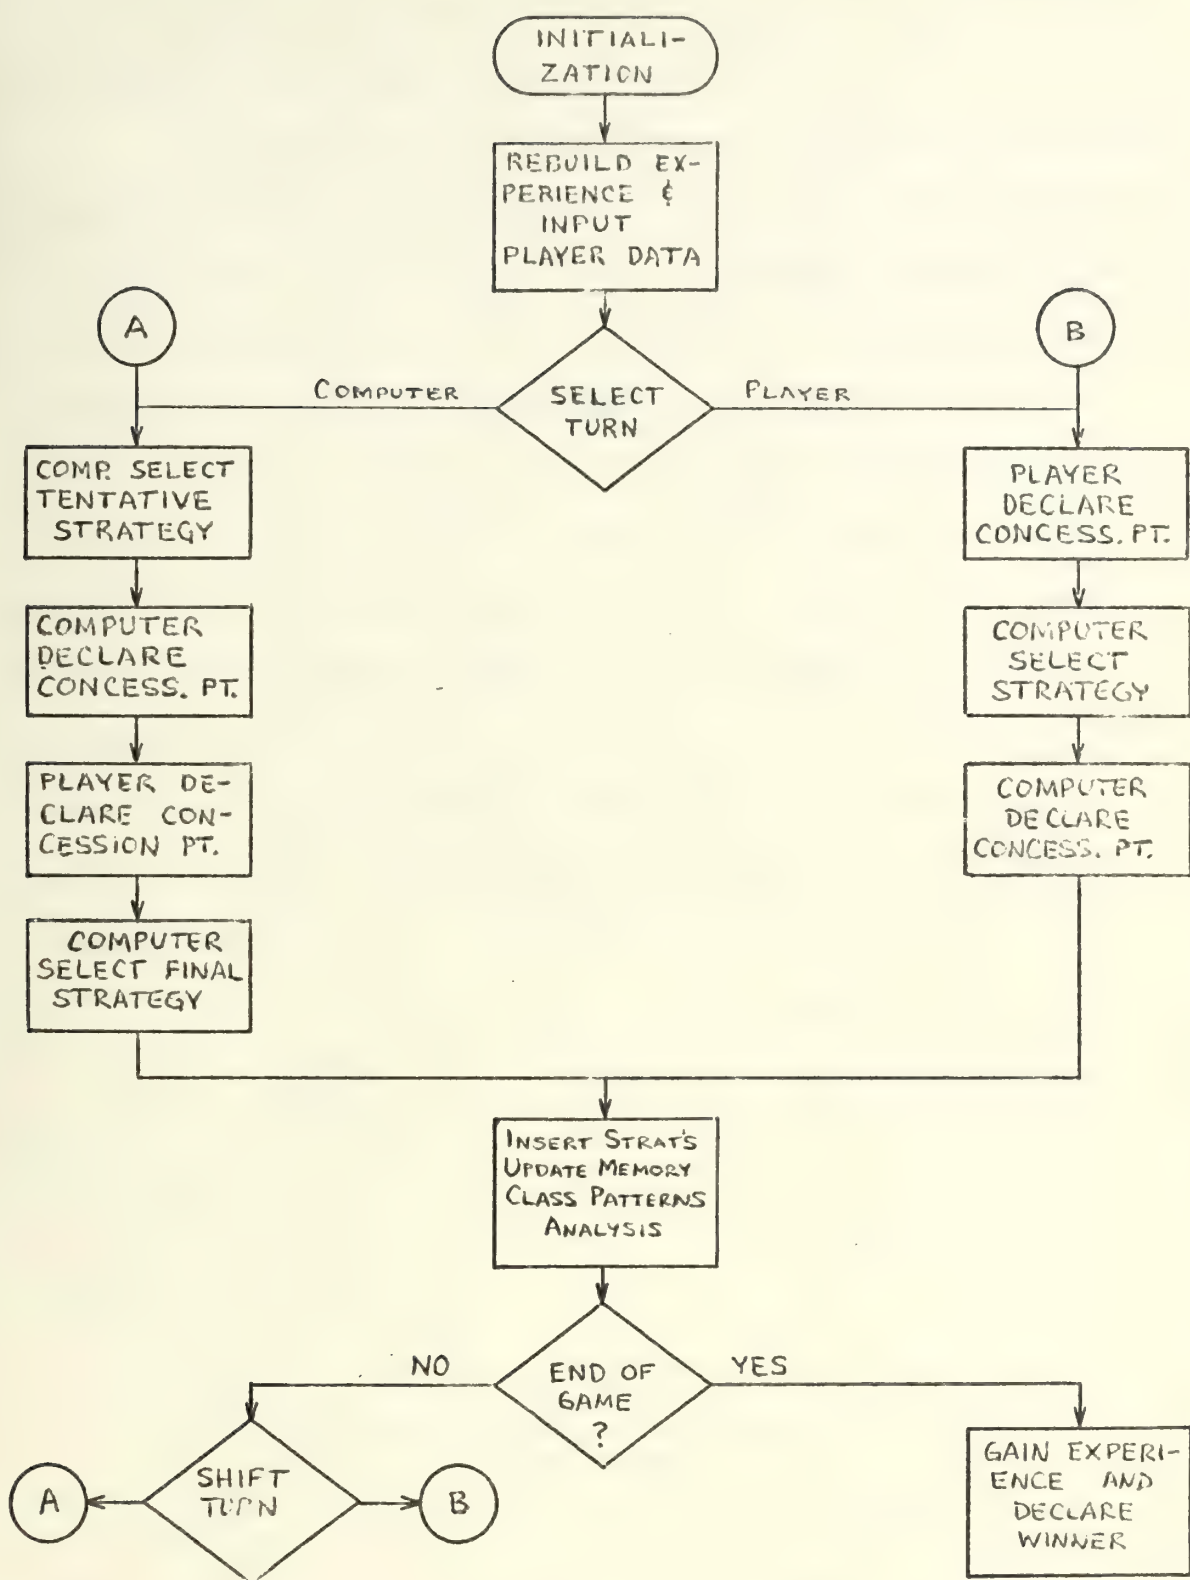 INITIALI-
ZATION
REBUILD EX-
PERIENCE &
INPUT
PLAYER DATA
A
B
COMPUTER
SELECT
TURN
PLAYER
COMP. SELECT
TENTATIVE
STRATEGY
PLAYER
DECLARE
CONCESS. PT.
COMPUTER
DECLARE
CONCESS. PT.
COMPUTER
SELECT
STRATEGY
PLAYER DE-
CLARE CON-
CESSION PT.
COMPUTER
DECLARE
CONCESS. PT.
COMPUTER
SELECT FINAL
STRATEGY
INSERT STRAT'S
UPDATE MEMORY
CLASS PATTERNS
ANALYSIS
NO
END OF
GAME
?
YES
A
SHIFT
TURN
B
GAIN EXPERI-
ENCE AND
DECLARE
WINNER